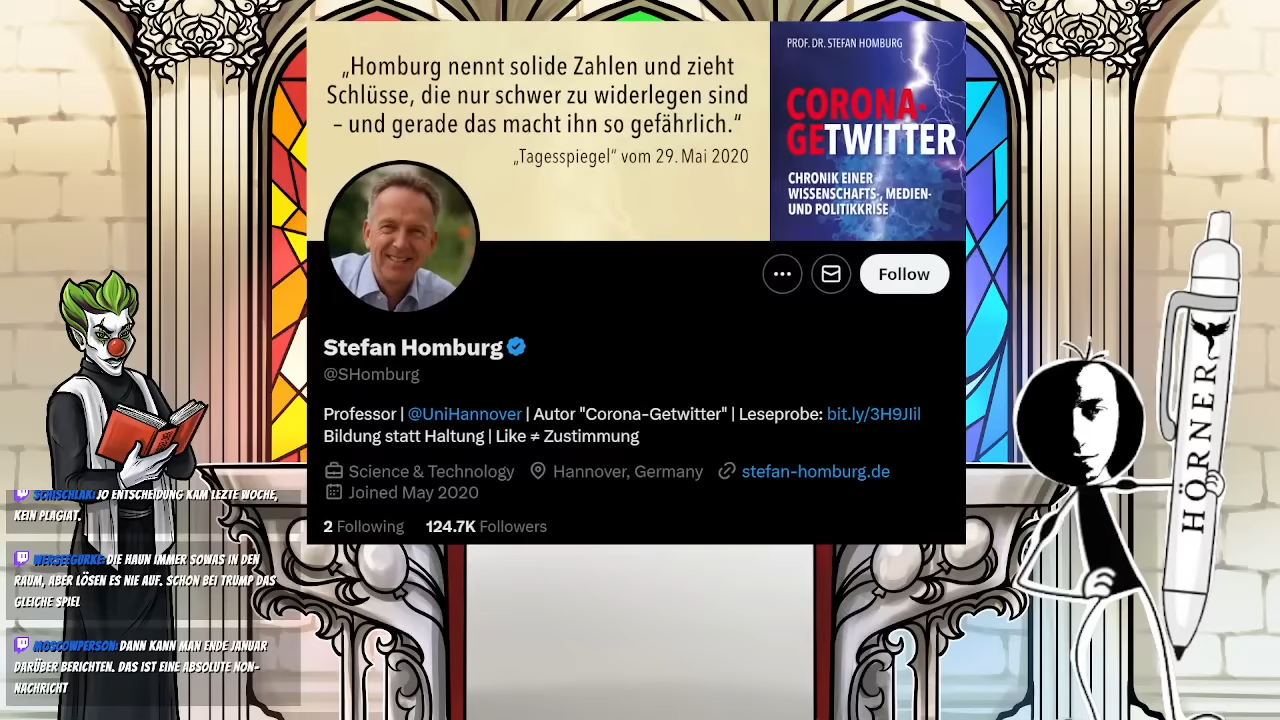 „Homburg nennt solide Zahlen und zieht
Schlüsse, die nur schwer zu widerlegen sind
– und gerade das macht ihn so gefährlich.“
„Tagesspiegel“ vom 29. Mai 2020
PROF. DR. STEFAN HOMBURG
CORONA-
GETWITTER
CHRONIK EINER
WISSENSCHAFTS-, MEDIEN-
UND POLITIKKRISE
Follow
Stefan Homburg
@SHomburg
Professor | @UniHannover | Autor "Corona-Getwitter" | Leseprobe: bit.ly/3H9JIil
Bildung statt Haltung | Like ≠ Zustimmung
Science & Technology Hannover, Germany stefan-homburg.de
Joined May 2020
2 Following 124.7K Followers
SCHISCHLAK: JO ENTSCHEIDUNG KAM LEZTE WOCHE,
KEIN PLAGIAT.
WERSEGURKE: DIE HAUN IMMER SOWAS IN DEN
RAUM, ABER LÖSEN ES NIE AUF. SCHON BEI TRUMP DAS
GLEICHE SPIEL
MOSCOWPERSON: DANN KANN MAN ENDE JANUAR
DARÜBER BERICHTEN. DAS IST EINE ABSOLUTE NON-
NACHRICHT
HÖRNER